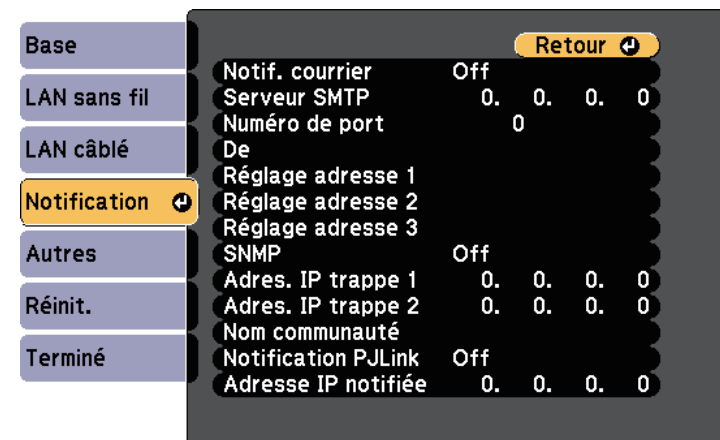 Base
LAN sans fil
LAN câblé
Notification
Autres
Réinit.
Terminé
Retour
Notif. courrier Off
Serveur SMTP 0. 0. 0. 0
Numéro de port 0
De
Réglage adresse 1
Réglage adresse 2
Réglage adresse 3
SNMP Off
Adres. IP trappe 1 0. 0. 0. 0
Adres. IP trappe 2 0. 0. 0. 0
Nom communauté
Notification PJLink Off
Adresse IP notifiée 0. 0. 0. 0